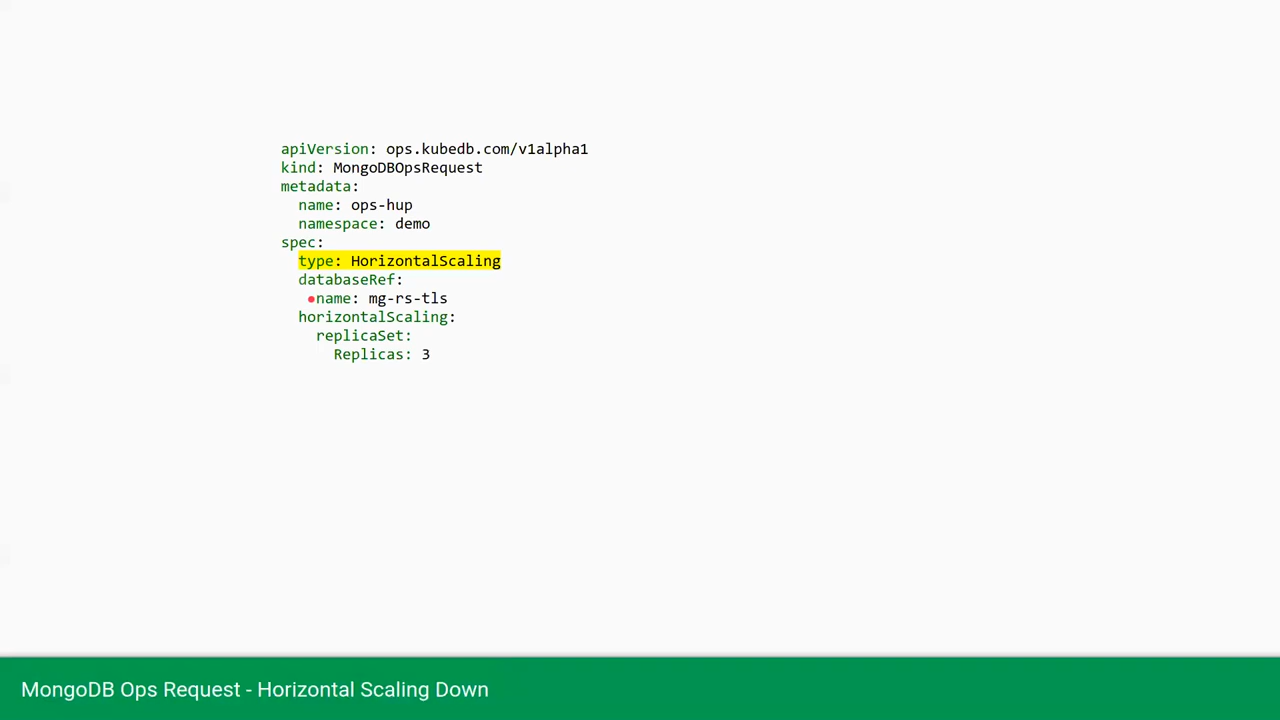 apiVersion: ops.kubedb.com/v1alpha1
kind: MongoDBOpsRequest
metadata:
  name: ops-hup
  namespace: demo
spec:
  type: HorizontalScaling
  databaseRef:
    name: mg-rs-tls
  horizontalScaling:
    replicaSet:
      Replicas: 3
MongoDB Ops Request - Horizontal Scaling Down